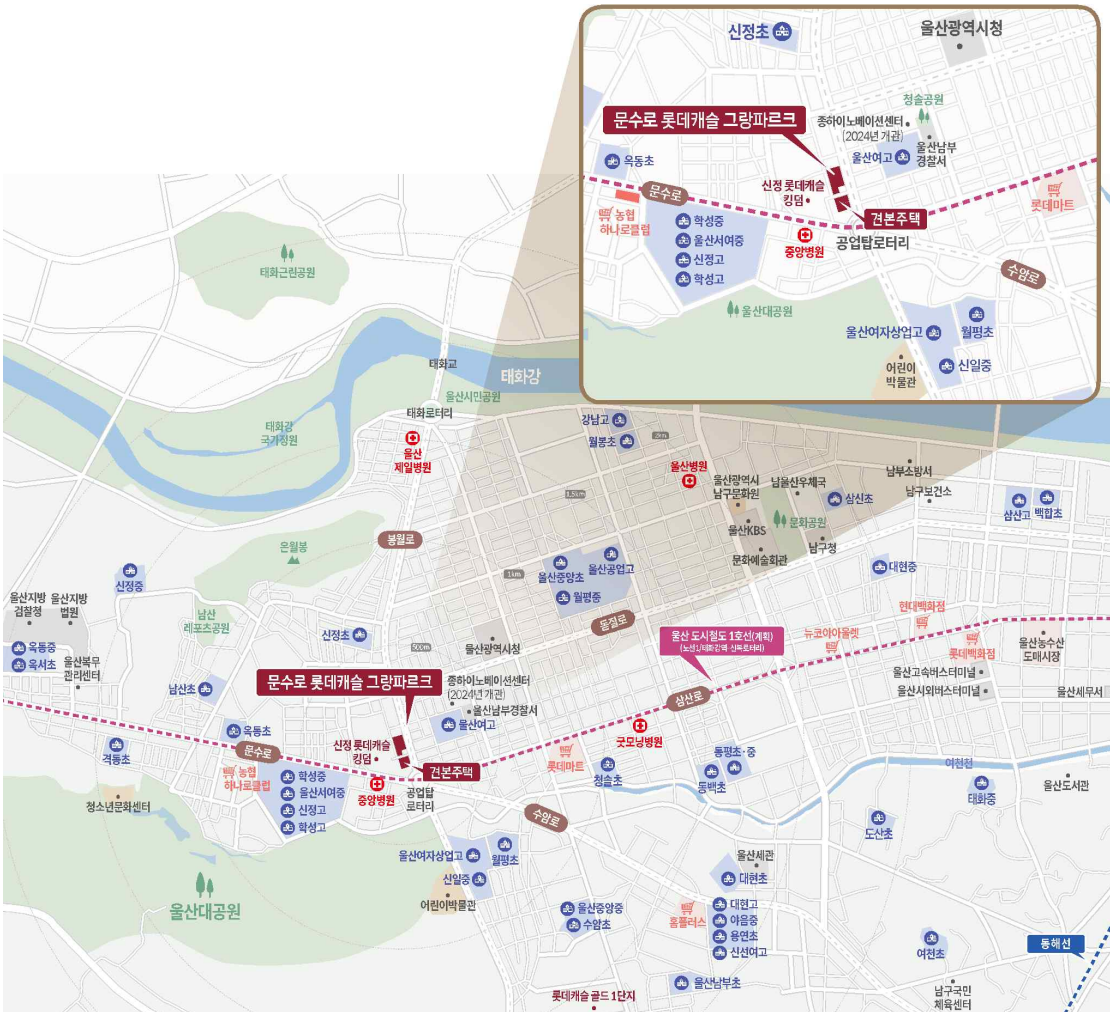 신정초
울산광역시청
청솔공원
종하이노베이션센터
(2024년 개관)
문수로 롯데캐슬 그랑파르크
울산여고
울산남부
경찰서
옥동초
문수로
신정 롯데캐슬
킹덤
견본주택
롯데마트
농협
하나로클럽
학성중
울산서여중
신정고
학성고
중앙병원
공업탑로터리
수암로
울산대공원
울산여자상업고
월평초
신일중
어린이
박물관
태화근린공원
태화교
태화강
울산시민공원
태화로터리
태화강
국가정원
울산
제일병원
강남고
월봉초
2km
울산병원
울산광역시
남구문화원
남울산우체국
남부소방서
남구보건소
삼신초
삼산고
백합초
1.5km
문화공원
울산KBS
문화예술회관
남구청
봉월로
은월봉
울산중앙초
울산공업고
월평중
1km
대현중
신정중
울산지방
검찰청
울산지방
법원
남산
레포츠공원
신정초
500m
울산광역시청
돌질로
울산 도시철도 1호선(계획)
(노선1/태화강역-신복로터리)
뉴코아아울렛
현대백화점
롯데백화점
울산농수산
도매시장
옥동중
옥서초
울산북부
관리센터
남산초
문수로 롯데캐슬 그랑파르크
종하이노베이션센터
(2024년 개관)
울산남부경찰서
울산여고
삼산로
울산고속버스터미널
울산시외버스터미널
울산세무서
옥동초
문수로
격동초
신정 롯데캐슬
킹덤
견본주택
굿모닝병원
롯데마트
청솔초
동평초·중
동백초
여천천
태화중
울산도서관
농협
하나로클럽
학성중
울산서여중
신정고
학성고
중앙병원
공업탑
로터리
청소년문화센터
수암로
도산초
울산여자상업고
월평초
신일중
어린이박물관
울산대공원
울산세관
대현초
울산중앙중
수암초
홈플러스
대현고
야음중
용연초
신선여고
여천초
동해선
울산남부초
롯데캐슬 골드 1단지
남구국민
체육센터